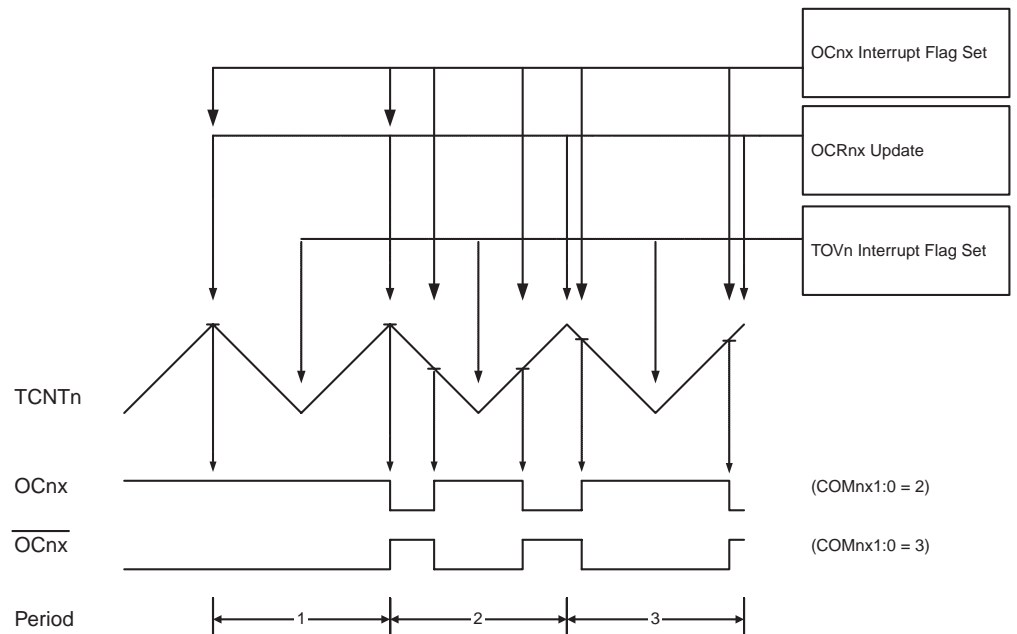 OCnx Interrupt Flag Set
OCRnx Update
TOVn Interrupt Flag Set
TCNTn
OCnx
(COMnx1:0 = 2)
OCnx
(COMnx1:0 = 3)
Period
1
2
3